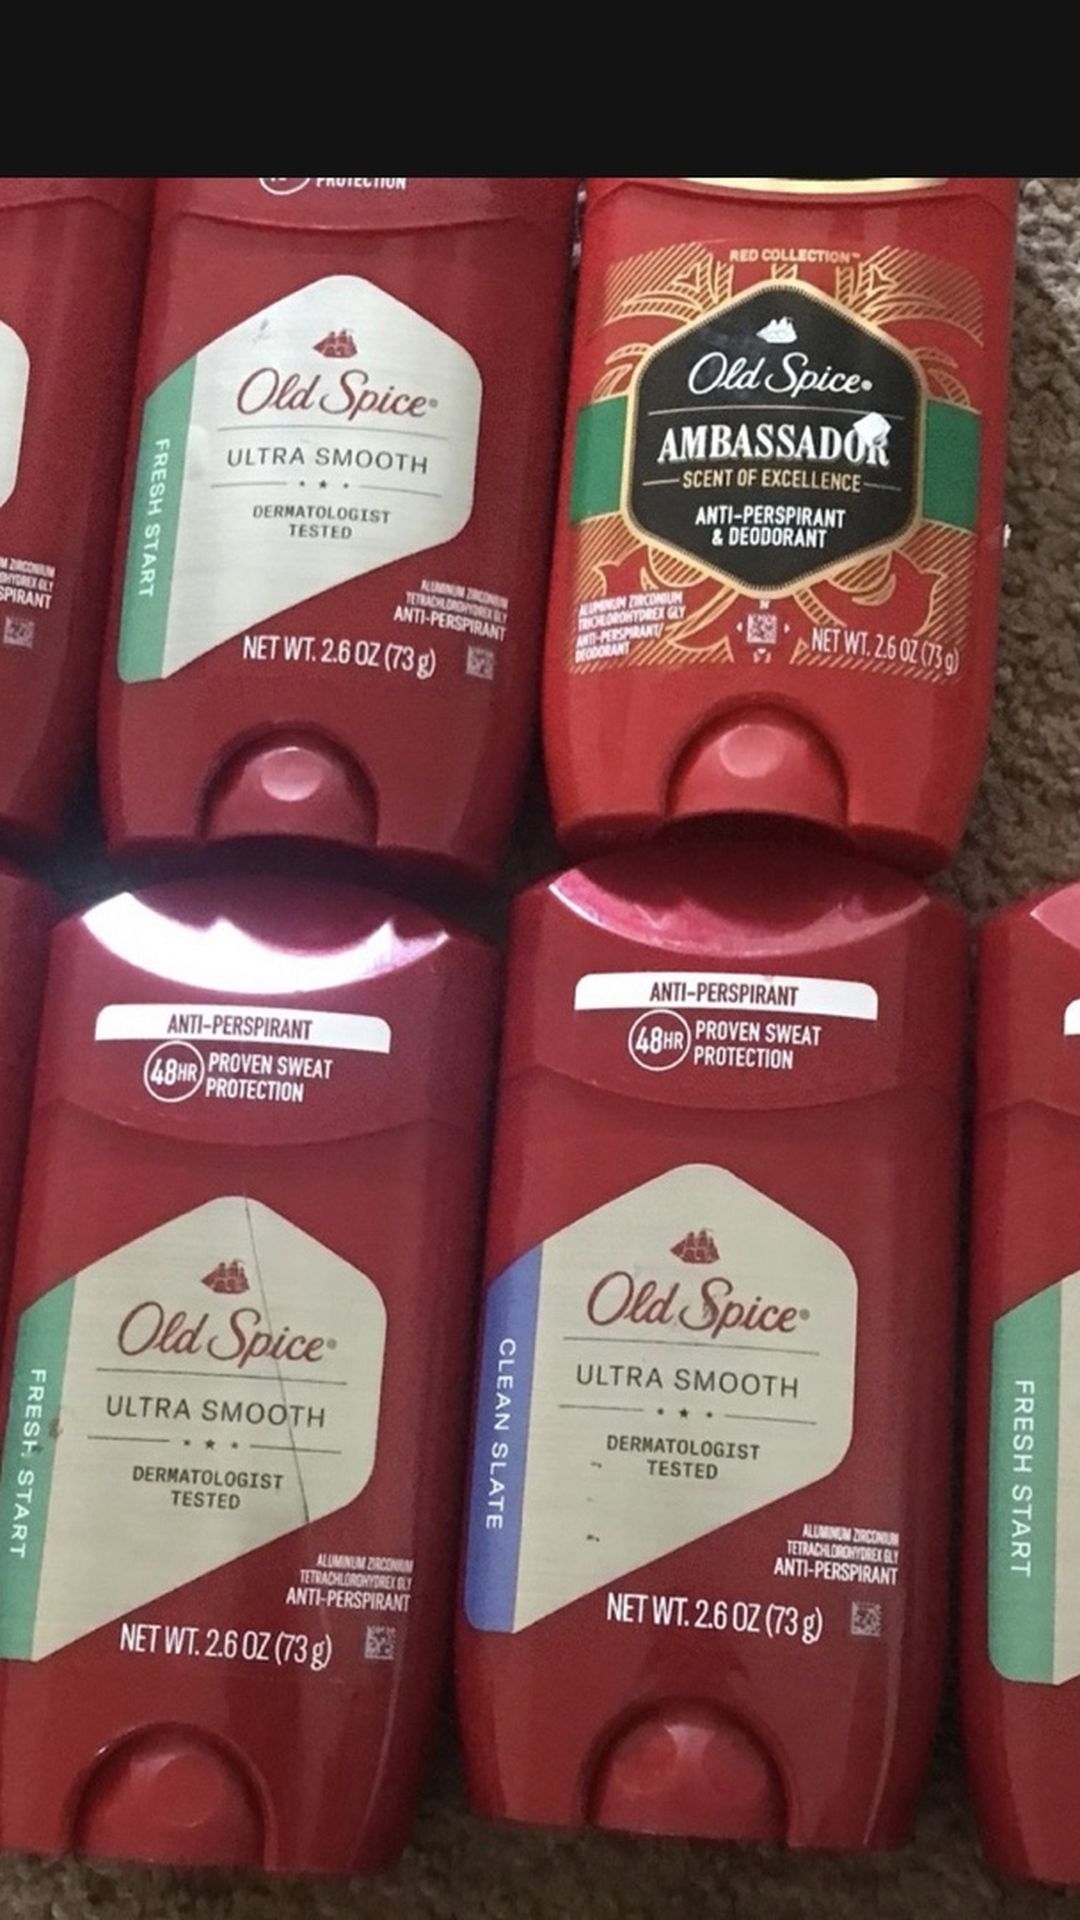 PROTECTION
Old Spice®
ULTRA SMOOTH
DERMATOLOGIST
TESTED
FRESH START
ALUMINUM ZIRCONIUM
TETRACHLOROHYDREX GLY
ANTI-PERSPIRANT
NET WT. 2.6 OZ (73 g)
RED COLLECTION™
Old Spice®
AMBASSADOR
SCENT OF EXCELLENCE
ANTI-PERSPIRANT
& DEODORANT
ALUMINUM ZIRCONIUM
TRICHLOROHYDREX GLY
ANTI-PERSPIRANT/
DEODORANT
N
NET WT. 2.6 OZ (73 g)
ANTI-PERSPIRANT
48HR PROVEN SWEAT
PROTECTION
Old Spice®
ULTRA SMOOTH
DERMATOLOGIST
TESTED
FRESH START
ALUMINUM ZIRCONIUM
TETRACHLOROHYDREX GLY
ANTI-PERSPIRANT
NET WT. 2.6 OZ (73 g)
ANTI-PERSPIRANT
48HR PROVEN SWEAT
PROTECTION
Old Spice®
ULTRA SMOOTH
DERMATOLOGIST
TESTED
CLEAN SLATE
ALUMINUM ZIRCONIUM
TETRACHLOROHYDREX GLY
ANTI-PERSPIRANT
NET WT. 2.6 OZ (73 g)
FRESH START